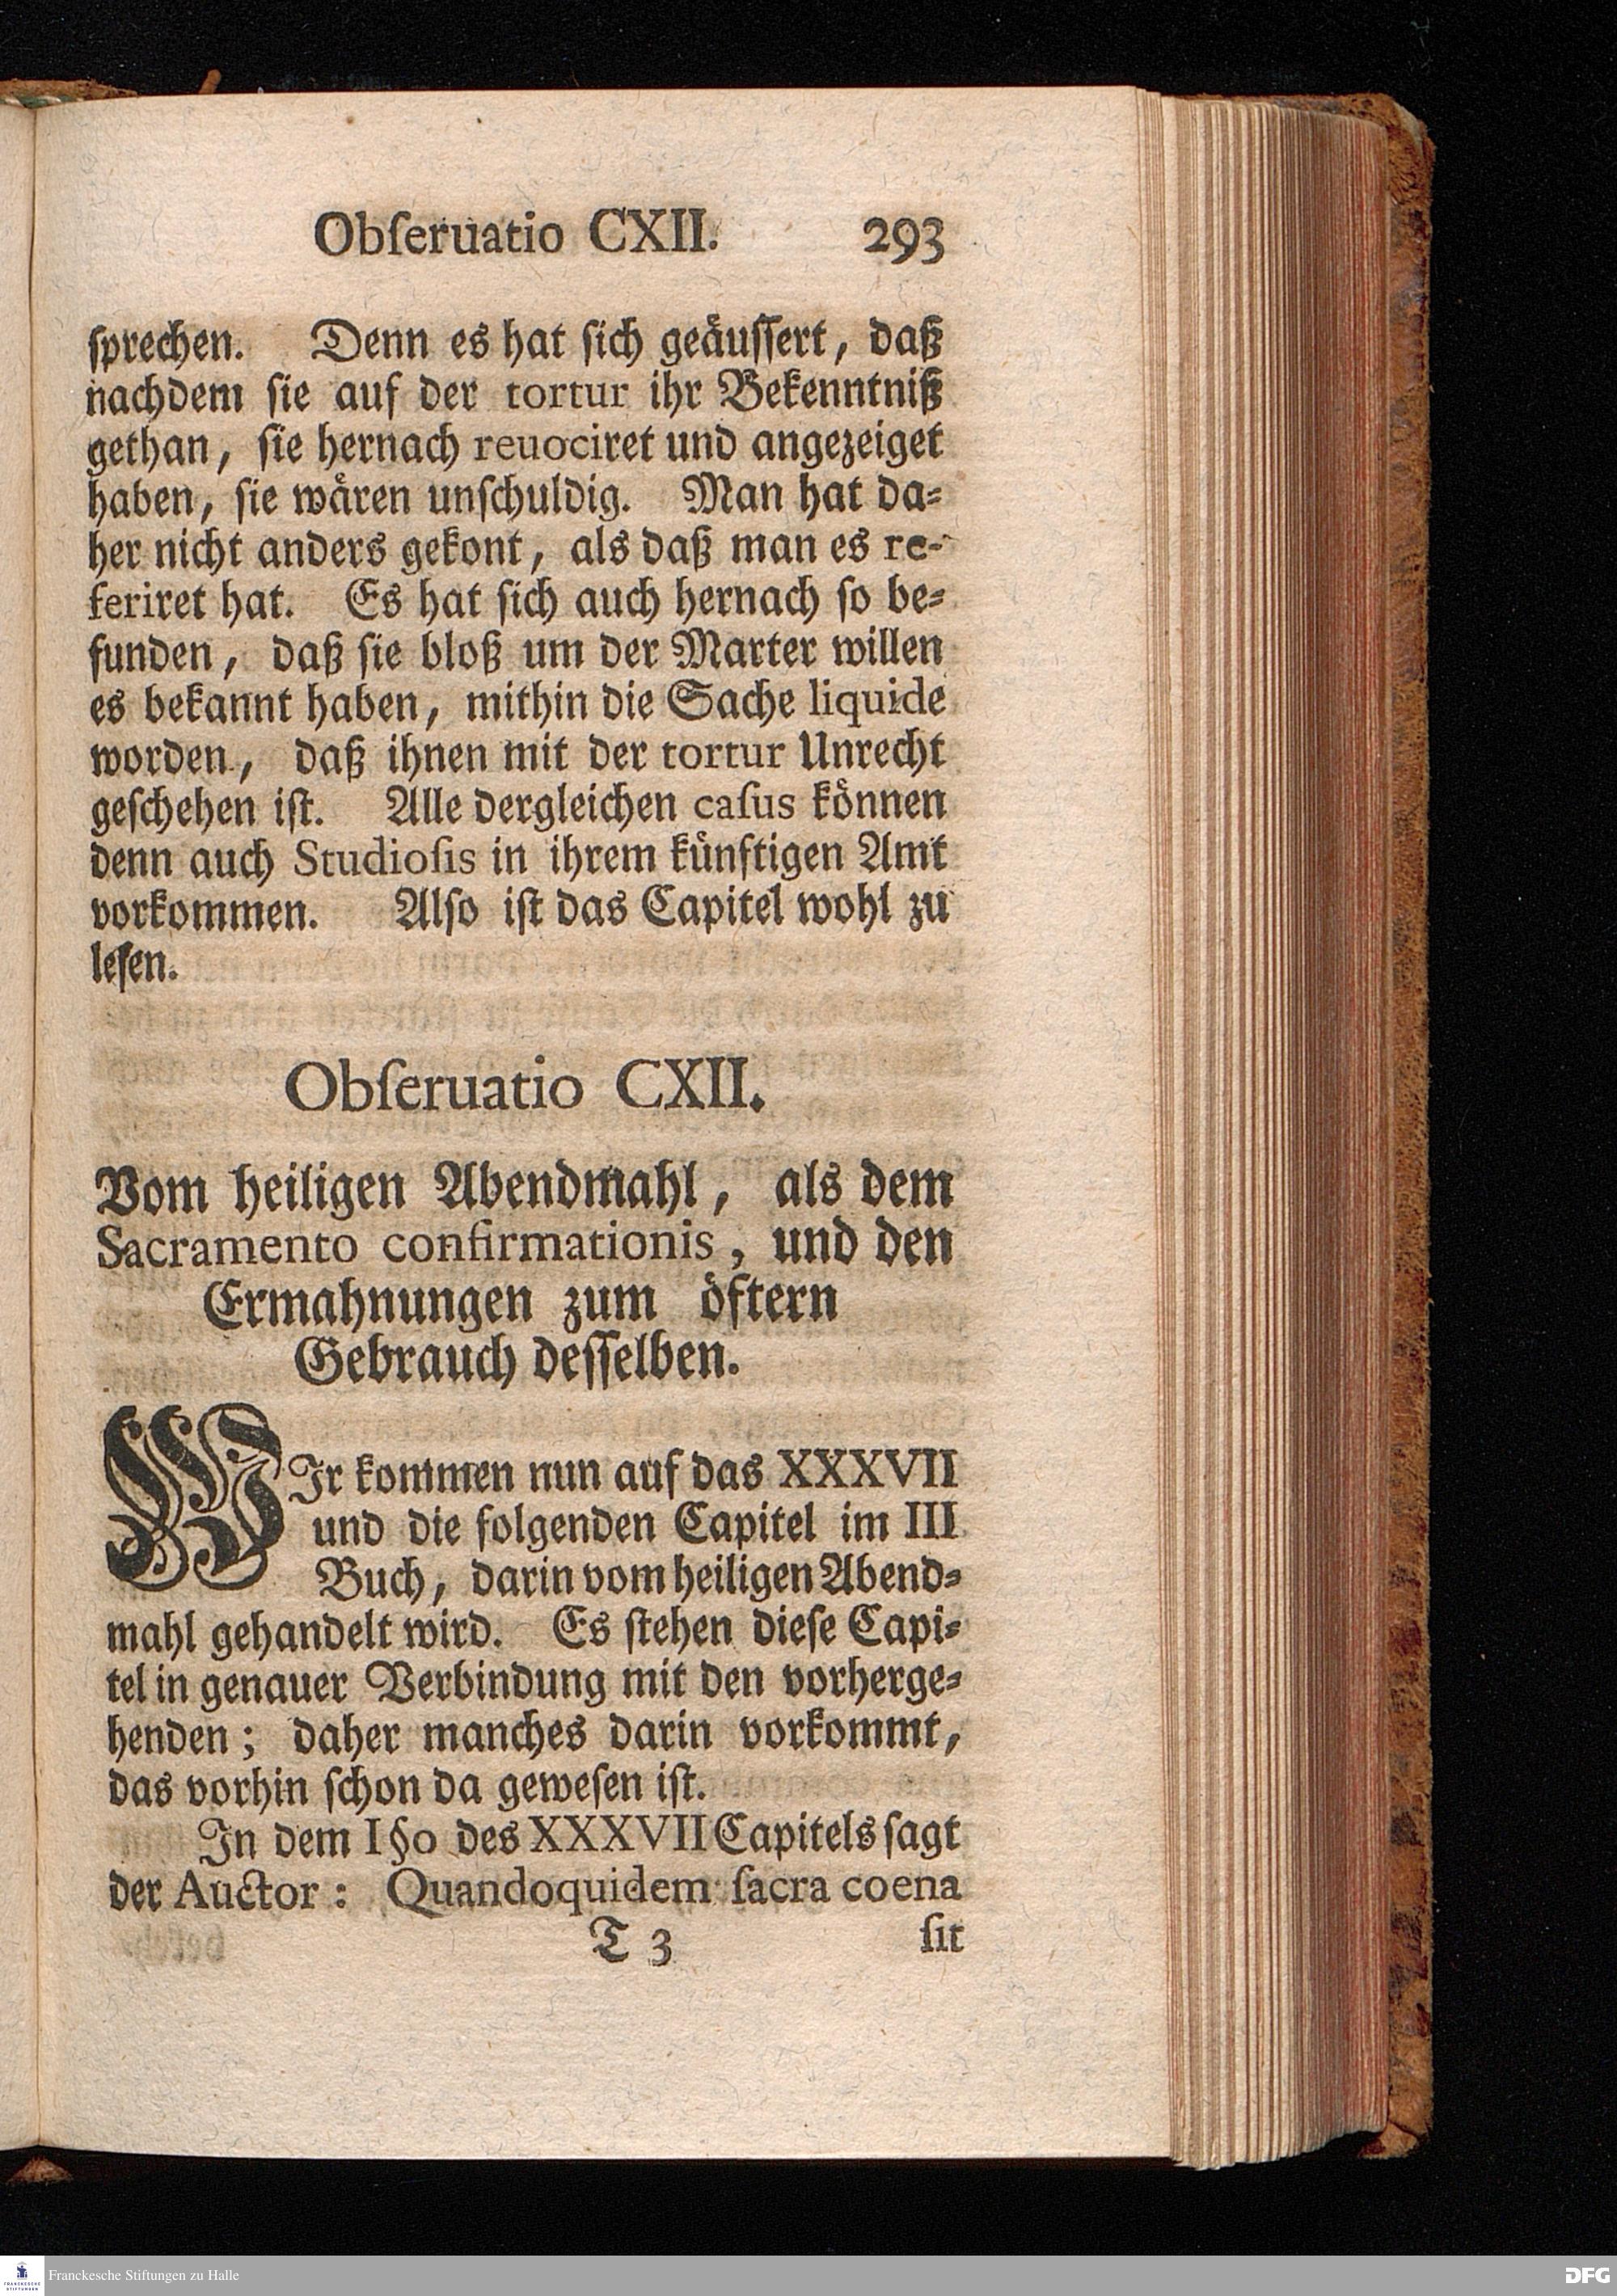 Obſeruatio CXII. 293
ſprechen. Denn es hat ſich geäuſſert, daß
nachdem ſie auf der tortur ihr Bekenntniß
gethan, ſie hernach reuociret und angezeiget
haben, ſie wären unſchuldig. Man hat da-
her nicht anders gekont, als daß man es re-
feriret hat. Es hat ſich auch hernach ſo be-
funden, daß ſie bloß um der Marter willen
es bekannt haben, mithin die Sache liquide
worden, daß ihnen mit der tortur Unrecht
geſchehen iſt. Alle dergleichen caſus können
denn auch Studioſis in ihrem künftigen Amt
vorkommen. Alſo iſt das Capitel wohl zu
leſen.
Obſeruatio CXII.
Vom heiligen Abendmahl, als dem
Sacramento confirmationis, und den
Ermahnungen zum öftern
Gebrauch deſſelben.
WIr kommen nun auf das XXXVII
und die folgenden Capitel im III
Buch, darin vom heiligen Abend-
mahl gehandelt wird. Es ſtehen dieſe Capi-
tel in genauer Verbindung mit den vorherge-
henden; daher manches darin vorkommt,
das vorhin ſchon da geweſen iſt.
In dem I §o des XXXVII Capitels ſagt
der Auctor: Quandoquidem ſacra coena
T 3 ſit
FRANCKESCHE STIFTUNGEN
Franckesche Stiftungen zu Halle
DFG